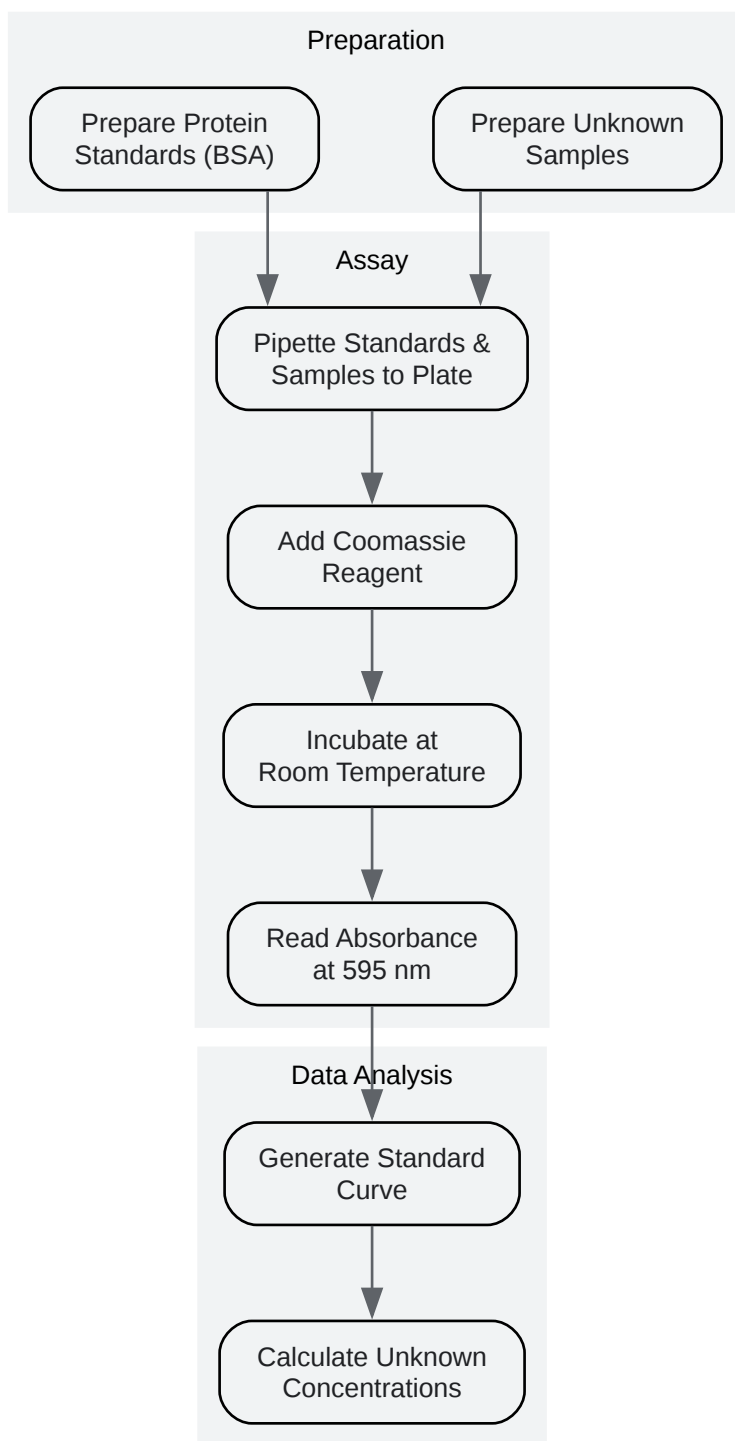 Preparation
Prepare Protein
Standards (BSA)
Prepare Unknown
Samples
Assay
Pipette Standards &
Samples to Plate
Add Coomassie
Reagent
Incubate at
Room Temperature
Read Absorbance
at 595 nm
Data Analysis
Generate Standard
Curve
Calculate Unknown
Concentrations